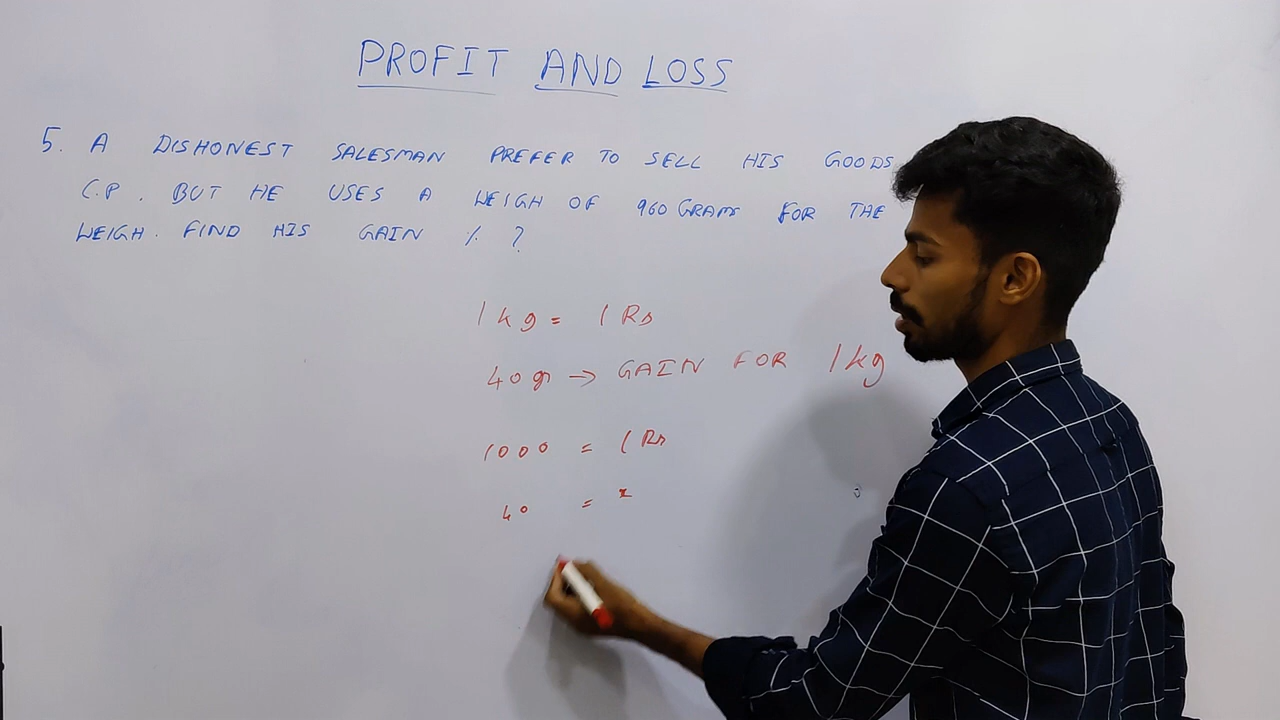 PROFIT AND LOSS
5. A DISHONEST SALESMAN PREFER TO SELL HIS GOODS
C.P. BUT HE USES A WEIGH OF 960 GRAMS FOR THE
WEIGH. FIND HIS GAIN % ?
1 kg = 1 Rs
40 g → GAIN FOR 1 kg
1000 = 1 Rs
40 = x